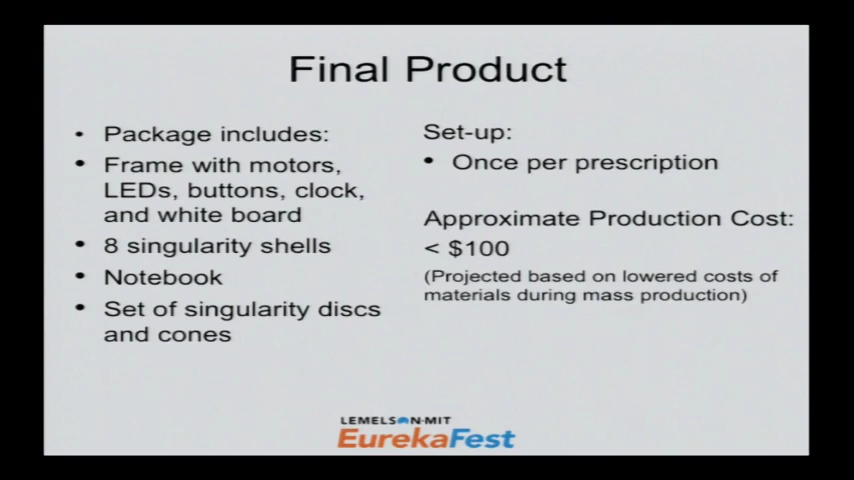 Final Product
• Package includes:
• Frame with motors,
LEDs, buttons, clock,
and white board
• 8 singularity shells
• Notebook
• Set of singularity discs
and cones
Set-up:
• Once per prescription
Approximate Production Cost:
< $100
(Projected based on lowered costs of
materials during mass production)
LEMELSON-MIT
EurekaFest